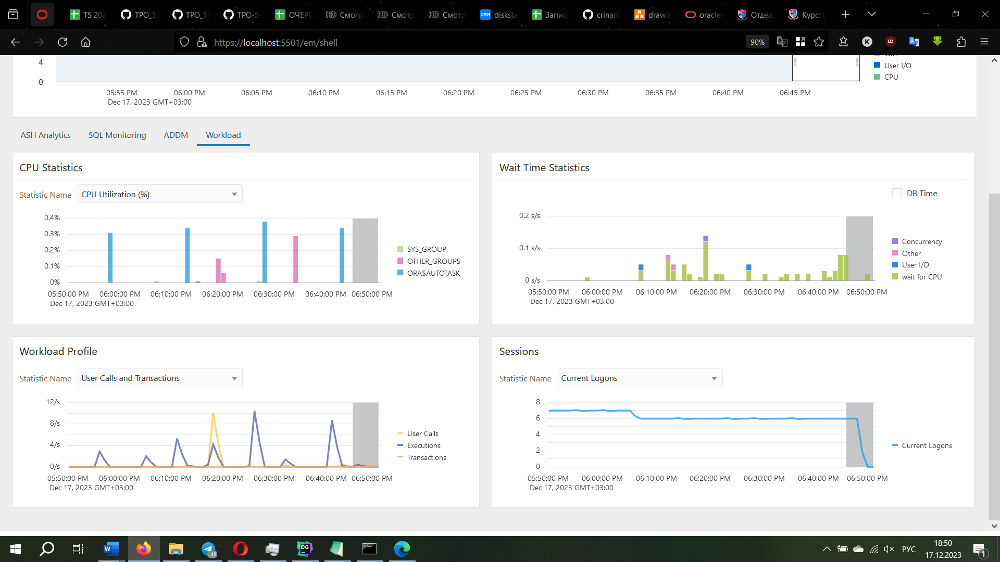 TS 202
ТРО_5
ТРО_5
ТРО-5
ОЧЕРЕ
HD Смотр
HD Смотр
HD Смотр
DSM disksta
Запис
crinani
draw.i
oracle
Отдел
Курс:
https://localhost:5501/em/shell
90%
K
4
0
User I/O
CPU
05:55 PM 06:00 PM 06:05 PM 06:10 PM 06:15 PM 06:20 PM 06:25 PM 06:30 PM 06:35 PM 06:40 PM 06:45 PM
Dec 17, 2023 GMT+03:00
ASH Analytics SQL Monitoring ADDM Workload
CPU Statistics
Statistic Name CPU Utilization (%)
0.4%
0.3%
0.2%
0.1%
0%
SYS_GROUP
OTHER_GROUPS
ORA$AUTOTASK
05:50:00 PM 06:00:00 PM 06:10:00 PM 06:20:00 PM 06:30:00 PM 06:40:00 PM 06:50:00 PM
Dec 17, 2023 GMT+03:00
Wait Time Statistics
DB Time
0.2 s/s
0.1 s/s
0 s/s
Concurrency
Other
User I/O
wait for CPU
05:50:00 PM 06:00:00 PM 06:10:00 PM 06:20:00 PM 06:30:00 PM 06:40:00 PM 06:50:00 PM
Dec 17, 2023 GMT+03:00
Workload Profile
Statistic Name User Calls and Transactions
12/s
8/s
4/s
0/s
User Calls
Executions
Transactions
05:50:00 PM 06:00:00 PM 06:10:00 PM 06:20:00 PM 06:30:00 PM 06:40:00 PM 06:50:00 PM
Dec 17, 2023 GMT+03:00
Sessions
Statistic Name Current Logons
8
6
4
2
0
Current Logons
05:50:00 PM 06:00:00 PM 06:10:00 PM 06:20:00 PM 06:30:00 PM 06:40:00 PM 06:50:00 PM
Dec 17, 2023 GMT+03:00
48
DG
РУС
18:50
17.12.2023
1